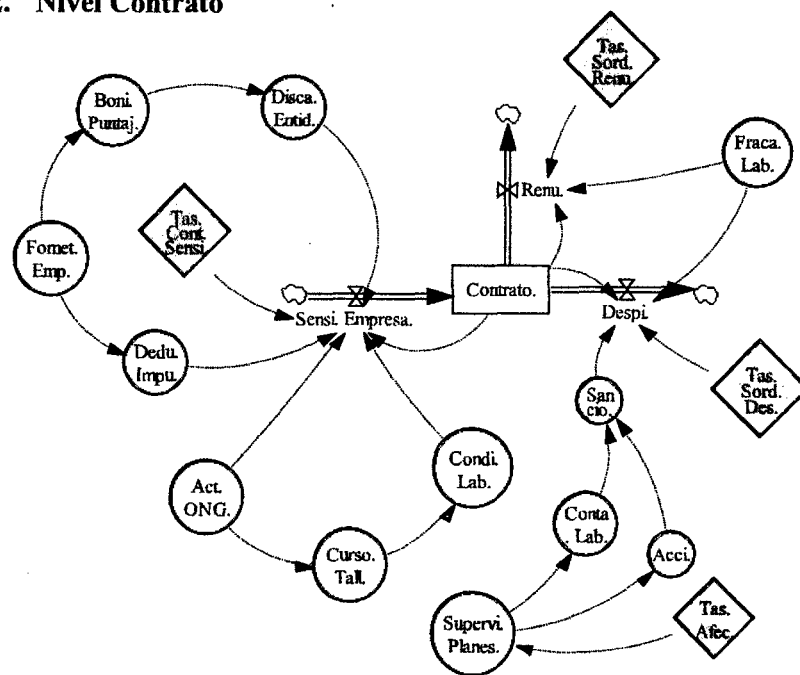 2. Nivel Contrato
Tas.
Sord.
Renu.
Boni.
Puntaj.
Disca.
Entid.
Fraca.
Lab.
Renu.
Tas.
Cont.
Sensi.
Fomet.
Emp.
Contrato.
Sensi. Empresa.
Despi.
Dedu.
Impu.
Tas.
Sord.
Des.
San
cio.
Condi.
Lab.
Act.
ONG.
Conta
Lab.
Curso.
Tall.
Acci.
Supervi.
Planes.
Tas.
Afec.